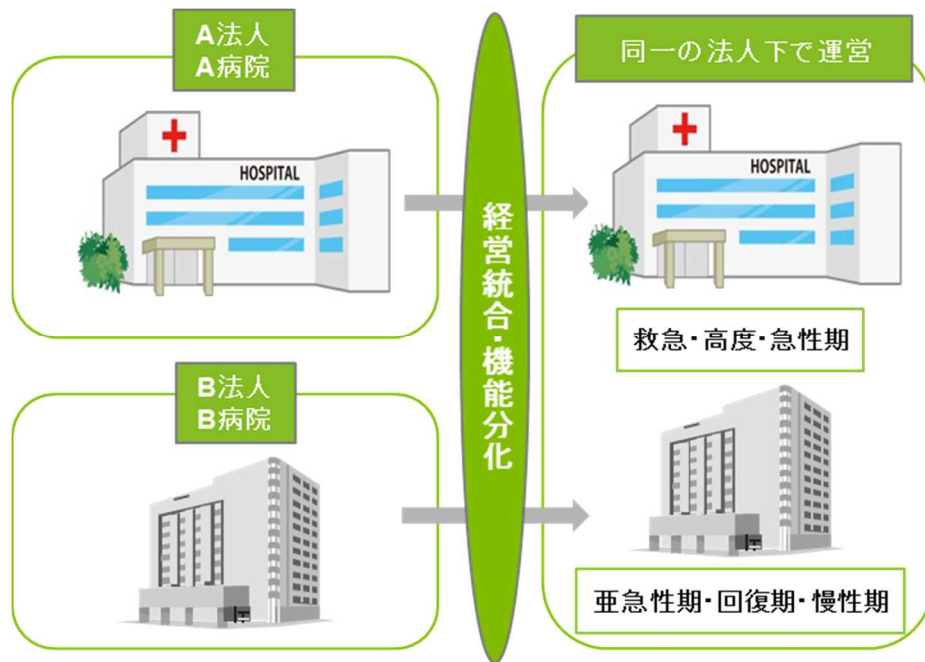 A法人
A病院
HOSPITAL
B法人
B病院
経営統合・機能分化
同一の法人下で運営
HOSPITAL
救急・高度・急性期
亜急性期・回復期・慢性期